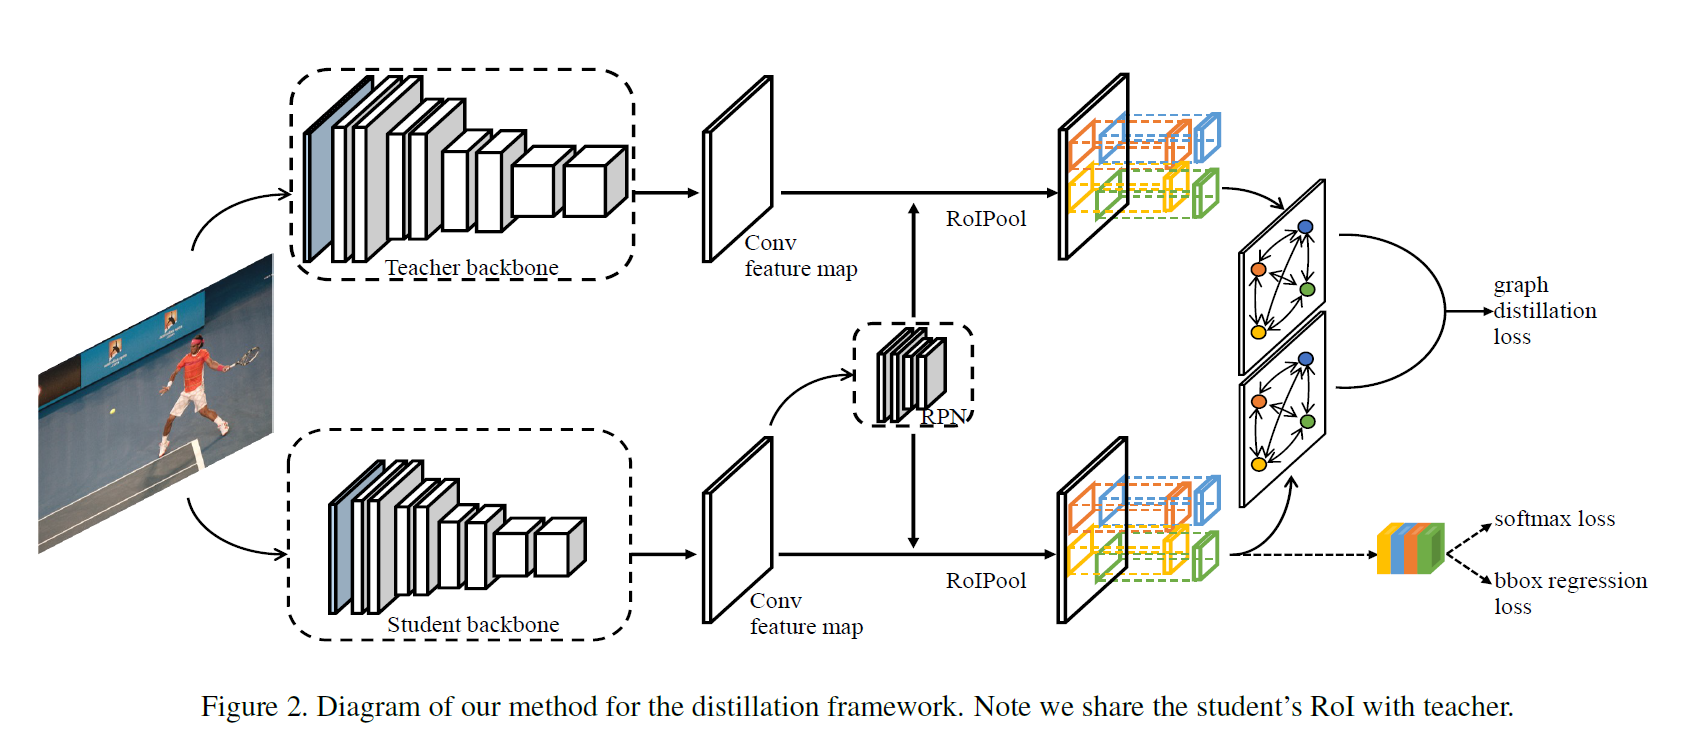 Teacher backbone
Conv
feature map
RoIPool
graph
distillation
loss
RPN
Student backbone
Conv
feature map
RoIPool
softmax loss
bbox regression
loss
Figure 2. Diagram of our method for the distillation framework. Note we share the student's RoI with teacher.